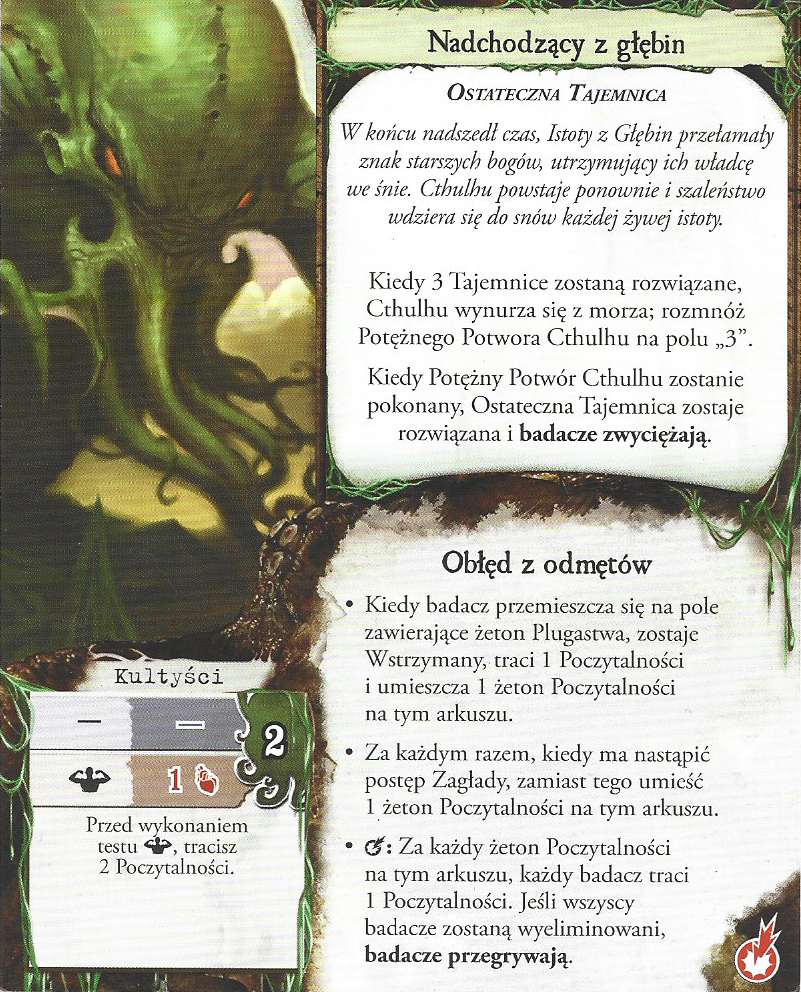 Nadchodzący z głębin
Ostateczna Tajemnica
W końcu nadszedł czas, Istoty z Głębin przełamały
znak starszych bogów, utrzymujący ich władcę
we śnie. Cthulhu powstaje ponownie i szaleństwo
wdziera się do snów każdej żywej istoty.
Kiedy 3 Tajemnice zostaną rozwiązane,
Cthulhu wynurza się z morza; rozmnóż
Potężnego Potwora Cthulhu na polu „3”.
Kiedy Potężny Potwór Cthulhu zostanie
pokonany, Ostateczna Tajemnica zostaje
rozwiązana i badacze zwyciężają.
Obłęd z odmętów
• Kiedy badacz przemieszcza się na pole
zawierające żeton Plugastwa, zostaje
Wstrzymany, traci 1 Poczytalności
i umieszcza 1 żeton Poczytalności
na tym arkuszu.
• Za każdym razem, kiedy ma nastąpić
postęp Zagłady, zamiast tego umieść
1 żeton Poczytalności na tym arkuszu.
• : Za każdy żeton Poczytalności
na tym arkuszu, każdy badacz traci
1 Poczytalności. Jeśli wszyscy
badacze zostaną wyeliminowani,
badacze przegrywają.
Kultyści
— —
2
1
Przed wykonaniem
testu , tracisz
2 Poczytalności.